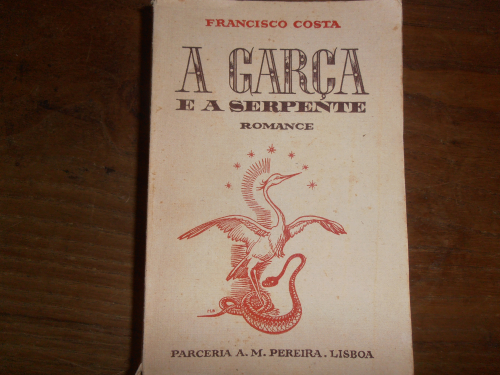 FRANCISCO COSTA
A GARÇA
E A SERPENTE
ROMANCE
PARCERIA A. M. PEREIRA. LISBOA